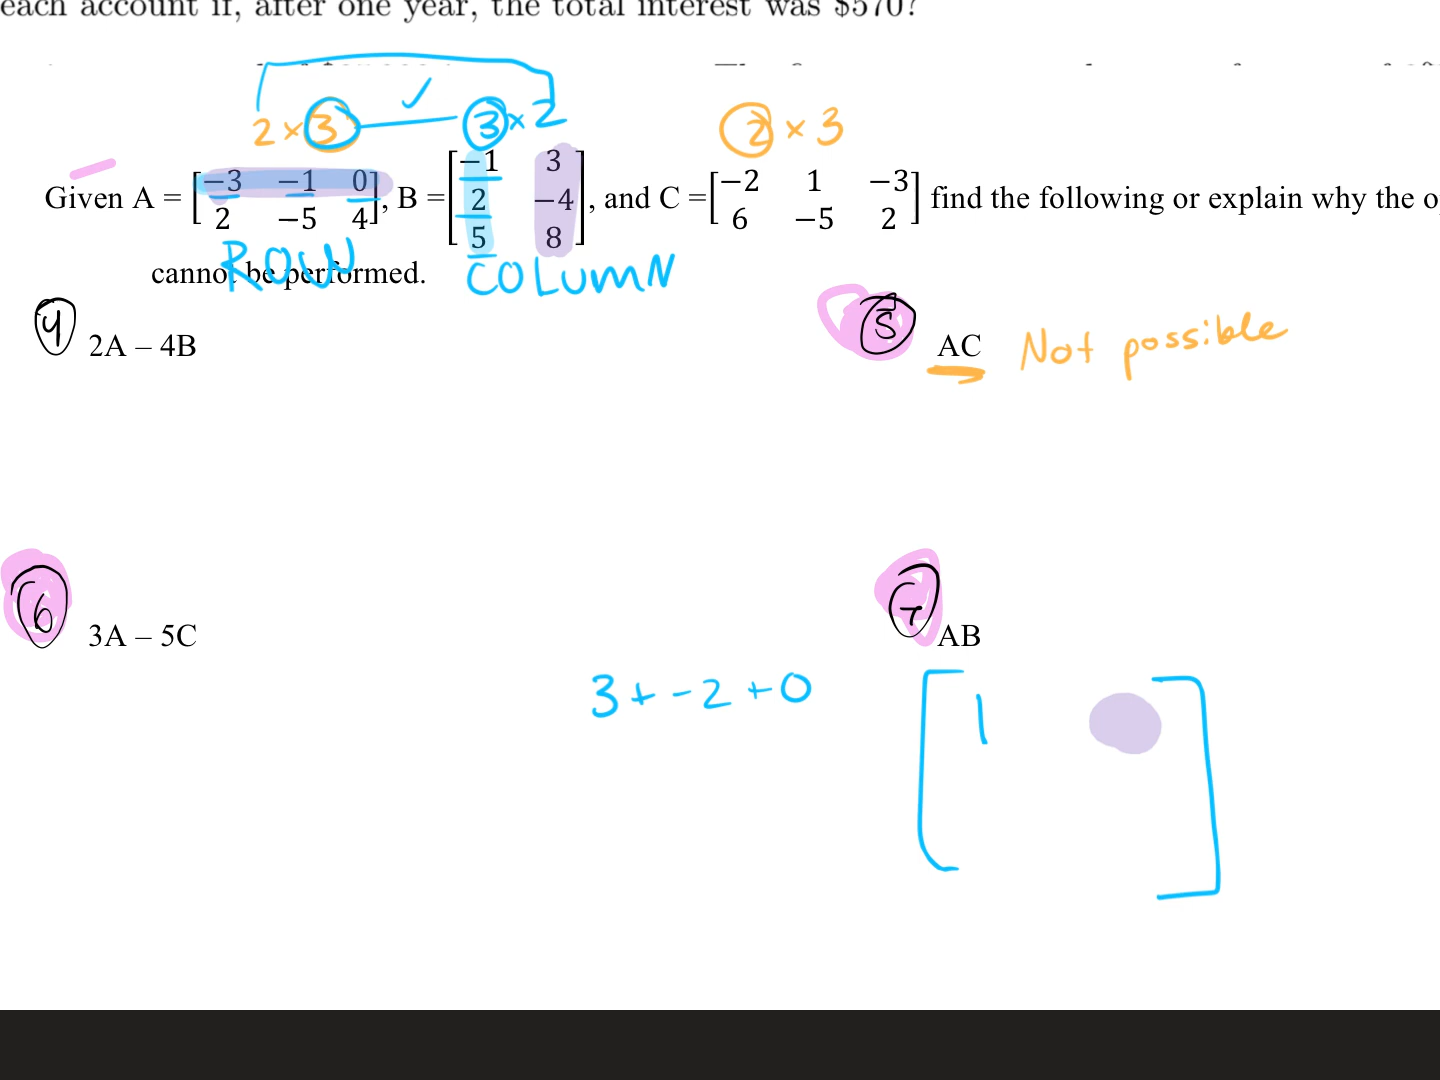 each account if, after one year, the total interest was $570?
2 × 3 ✓ 3 × 2 2 × 3
Given A = [−3 −1 0; 2 −5 4], B = [−1 3; 2 −4; 5 8], and C = [−2 1 −3; 6 −5 2] find the following or explain why the o
ROW COLUMN
cannot be performed.
4 2A – 4B
5 AC Not possible
6 3A – 5C
7 AB
3 + -2 + 0 [1 ]